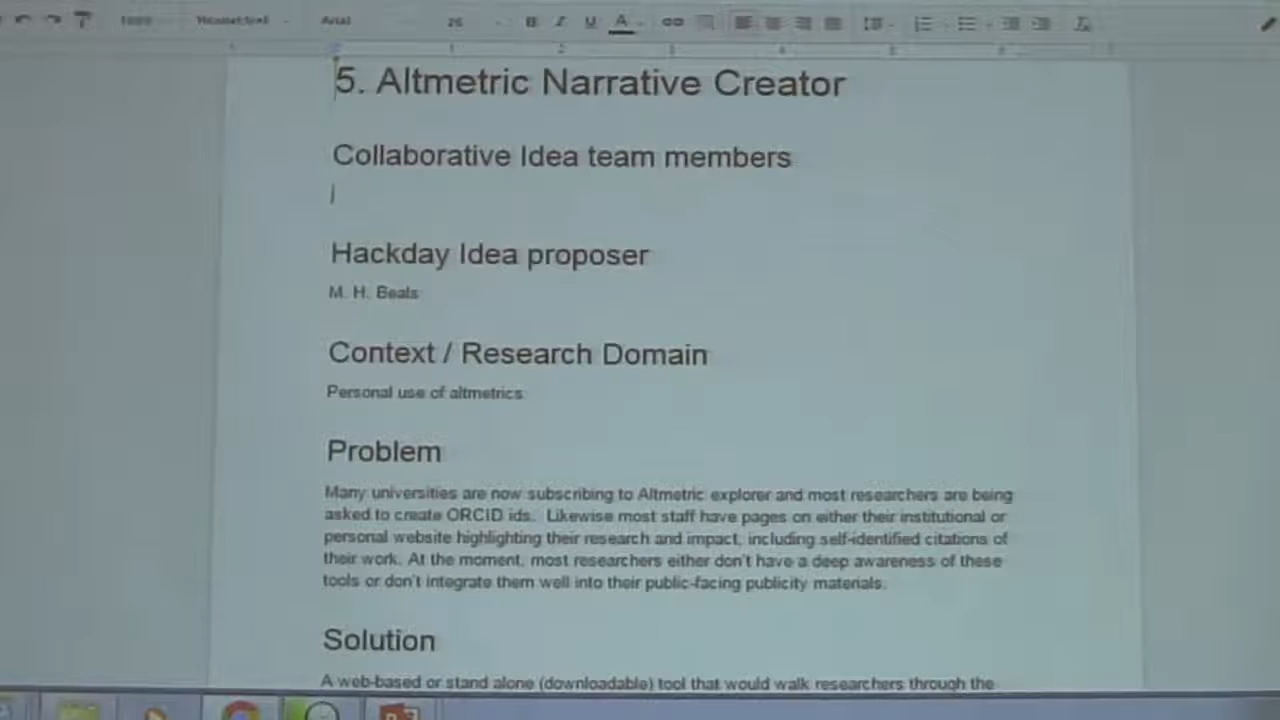 Arial
B I U A
5. Altmetric Narrative Creator
Collaborative Idea team members
Hackday Idea proposer
M. H. Beals
Context / Research Domain
Personal use of altmetrics
Problem
Many universities are now subscribing to Altmetric explorer and most researchers are being
asked to create ORCID ids. Likewise most staff have pages on either their institutional or
personal website highlighting their research and impact, including self-identified citations of
their work. At the moment, most researchers either don't have a deep awareness of these
tools or don't integrate them well into their public-facing publicity materials.
Solution
A web-based or stand alone (downloadable) tool that would walk researchers through the